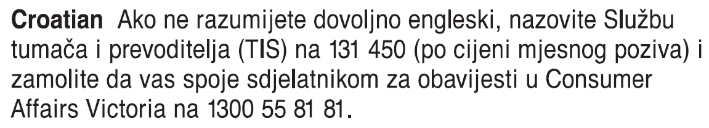 Croatian Ako ne razumijete dovoljno engleski, nazovite Službu
tumača i prevoditelja (TIS) na 131 450 (po cijeni mjesnog poziva) i
zamolite da vas spoje sdjelatnikom za obavijesti u Consumer
Affairs Victoria na 1300 55 81 81.